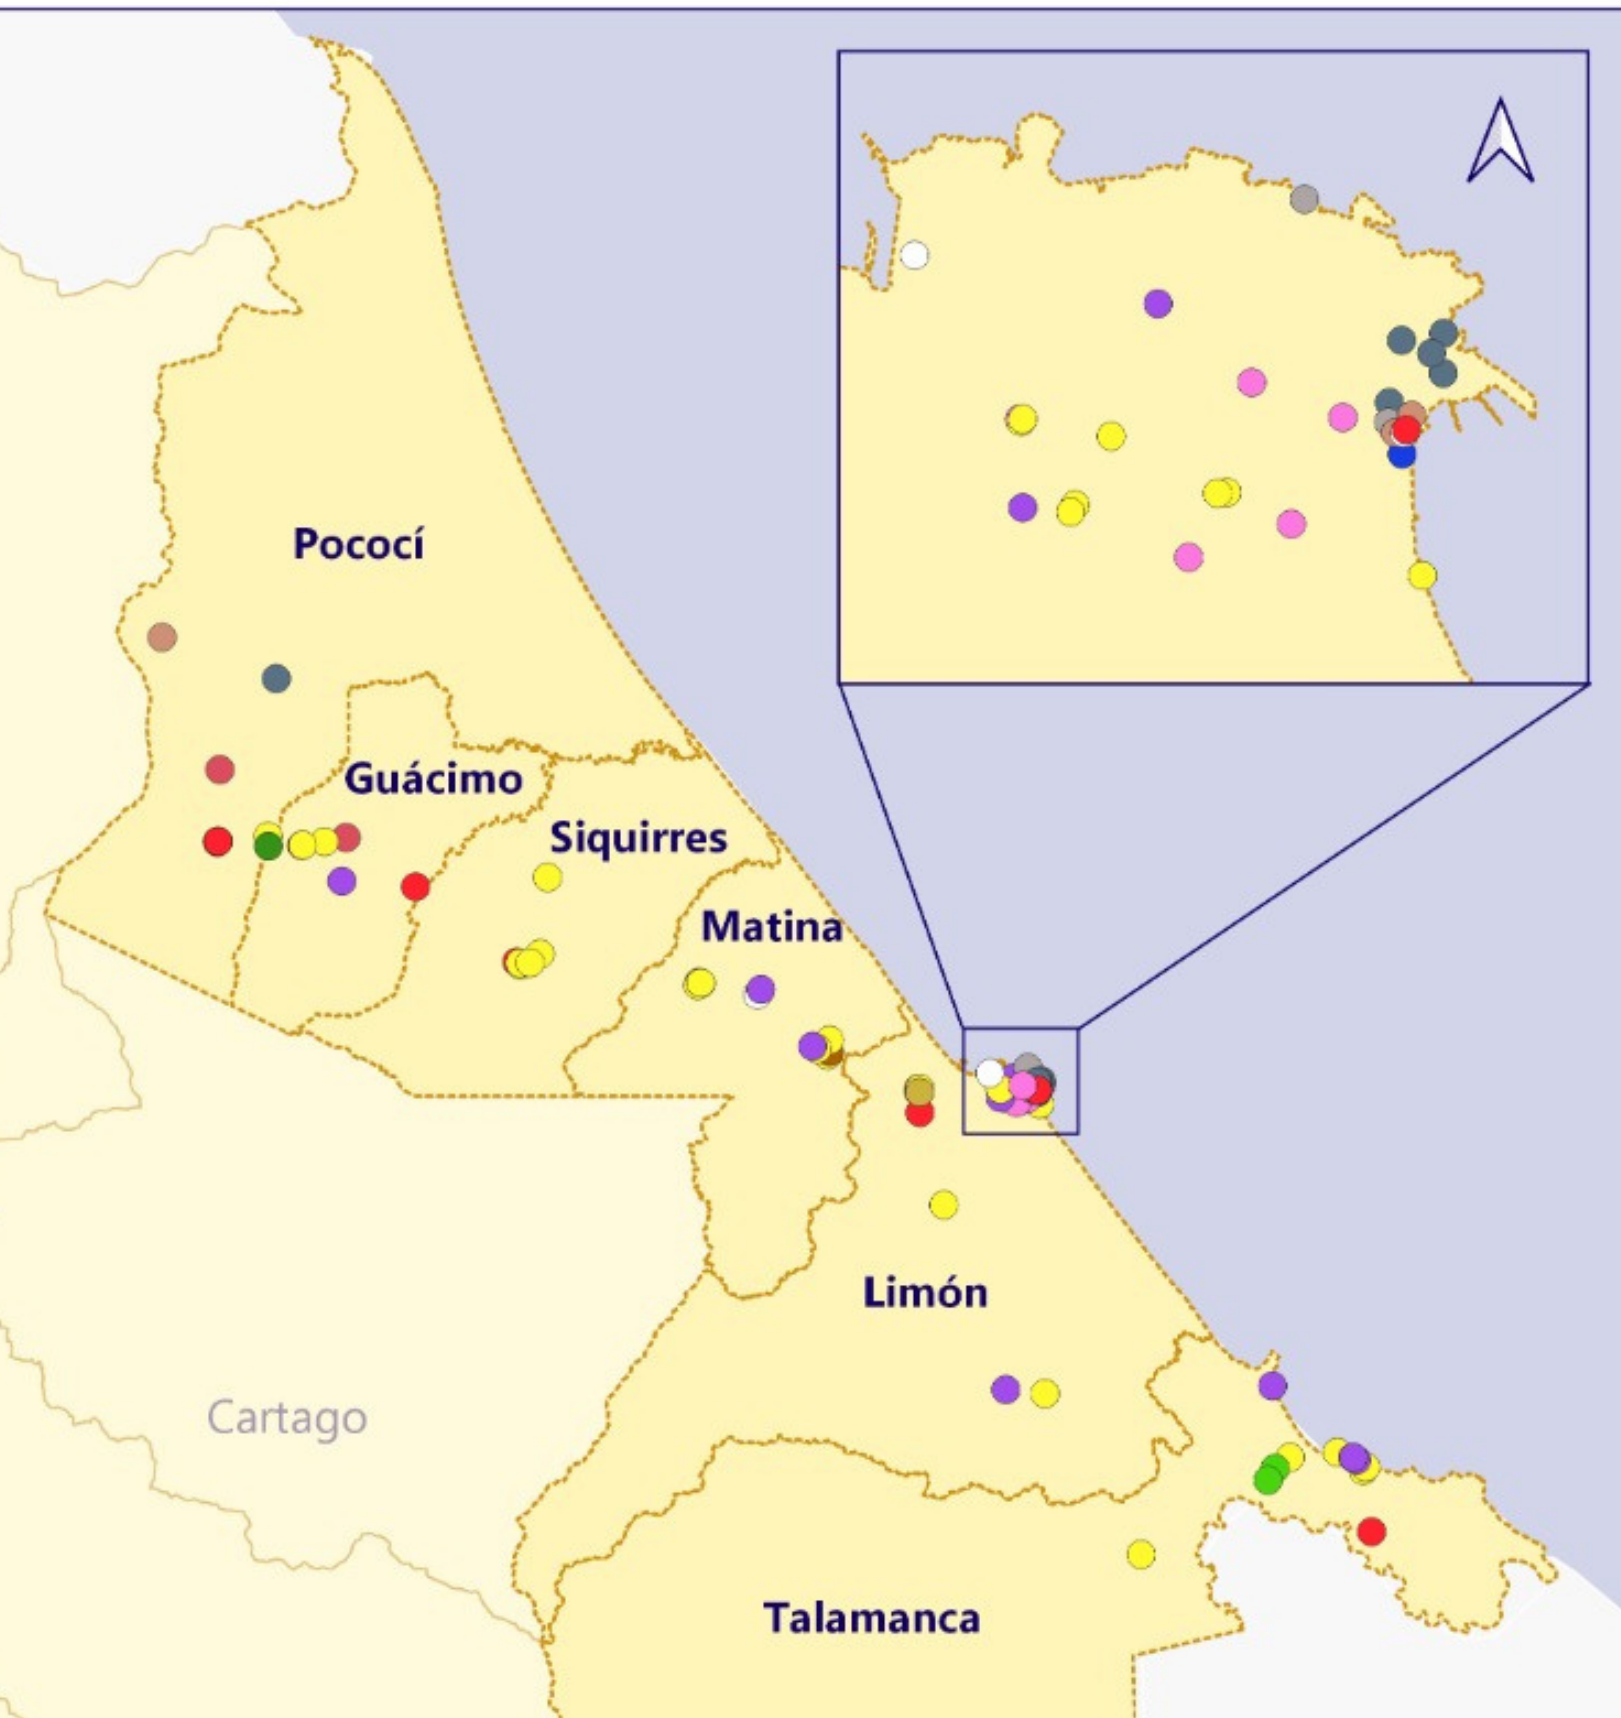 Pococí
Guácimo
Siquirres
Matina
Limón
Cartago
Talamanca